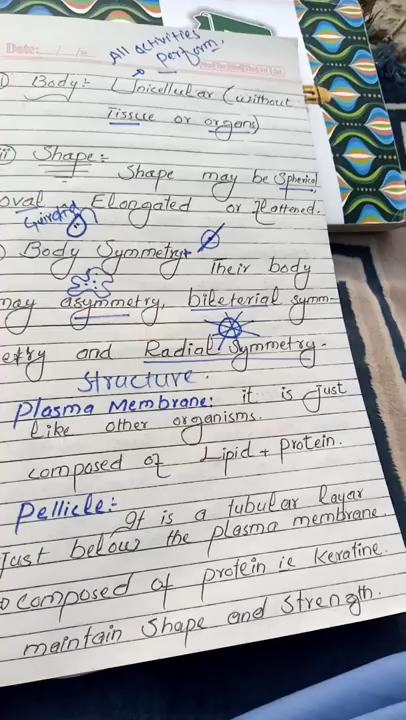 Date: / /
All activities
perform.
i) Body:- Unicellular (without
Tissue or organs)
ii) Shape:-
Shape may be (Spherical
oval Elongated or Flattened.
Body Symmetry
Their body
may asymmetry, bileterial symm-
etry and Radial Symmetry.
Structure.
Plasma Membrane: it is just
like other organisms.
composed of Lipid + protein.
Pellicle:-
It is a tubular layar
Just below the plasma membrane.
composed of protein ie Keratine.
maintain shape and strength.